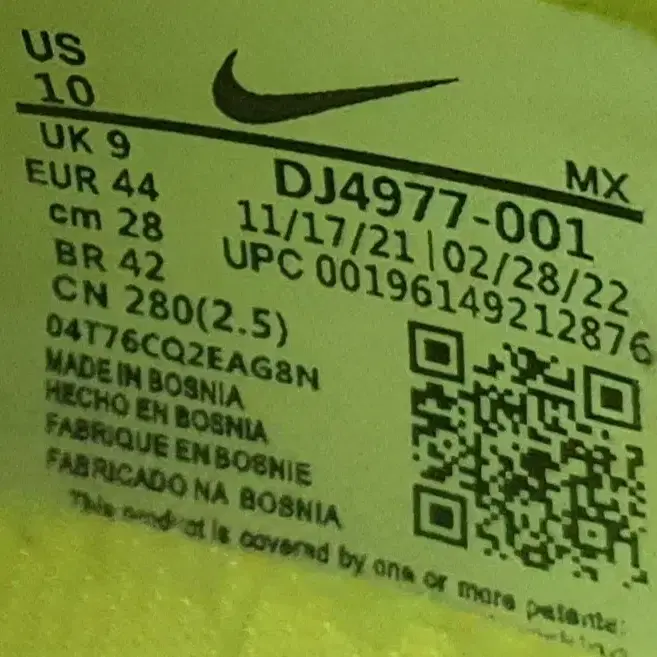 US
10
MX
UK 9
EUR 44
cm 28
BR 42
CN 280(2.5)
DJ4977-001
11/17/21 | 02/28/22
UPC 00196149212876
04T76CQ2EAG8N
MADE IN BOSNIA
HECHO EN BOSNIA
FABRIQUE EN BOSNIE
FABRICADO NA BOSNIA
This product is covered by one or more patents: